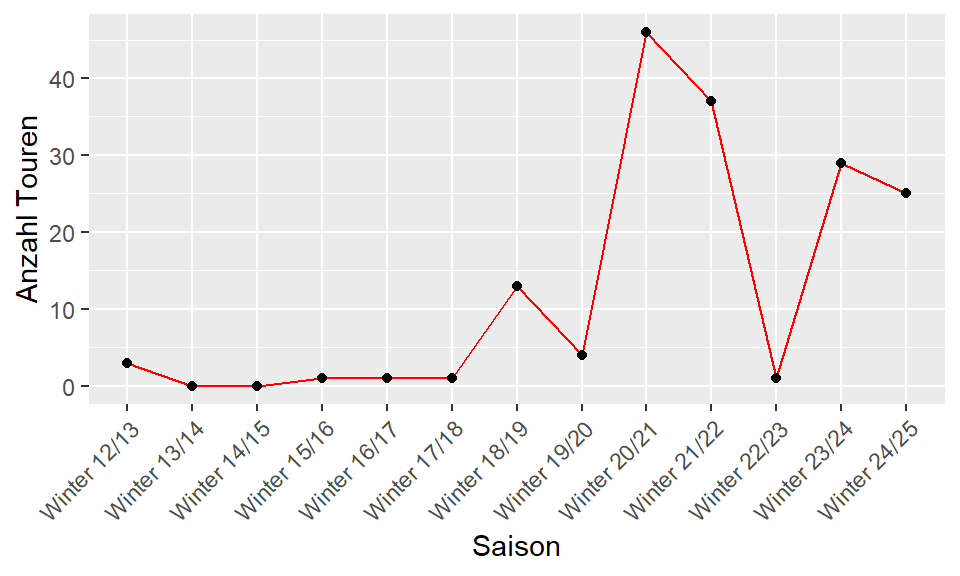 Anzahl Touren
40
30
20
10
0
Winter 12/13
Winter 13/14
Winter 14/15
Winter 15/16
Winter 16/17
Winter 17/18
Winter 18/19
Winter 19/20
Winter 20/21
Winter 21/22
Winter 22/23
Winter 23/24
Winter 24/25
Saison